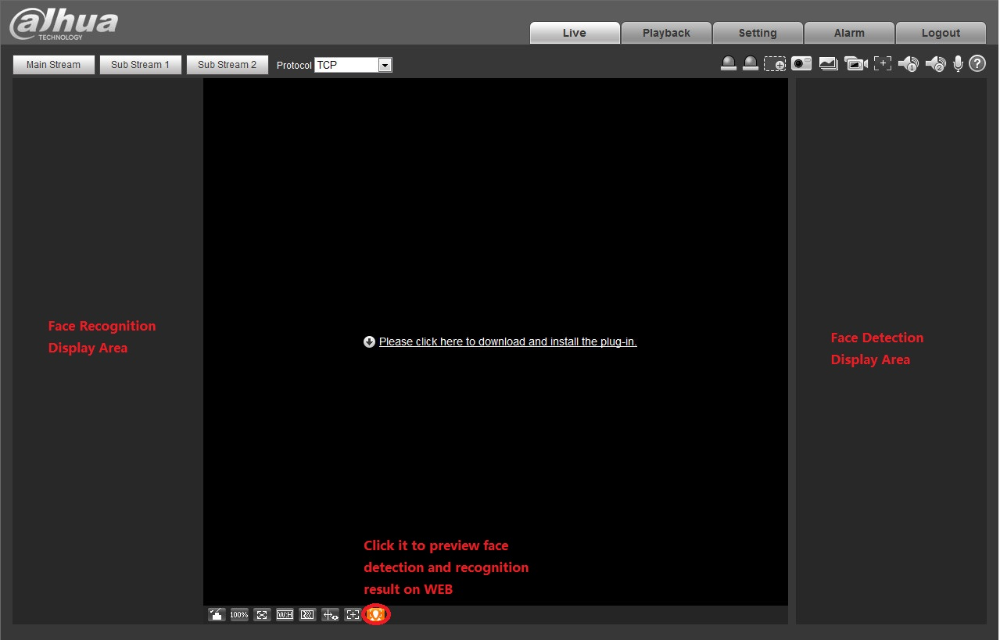 alhua
TECHNOLOGY
Live
Playback
Setting
Alarm
Logout
Main Stream
Sub Stream 1
Sub Stream 2
Protocol
TCP
1
2
?
Face Recognition
Display Area
Please click here to download and install the plug-in.
Face Detection
Display Area
Click it to preview face
detection and recognition
result on WEB
100%
W:H